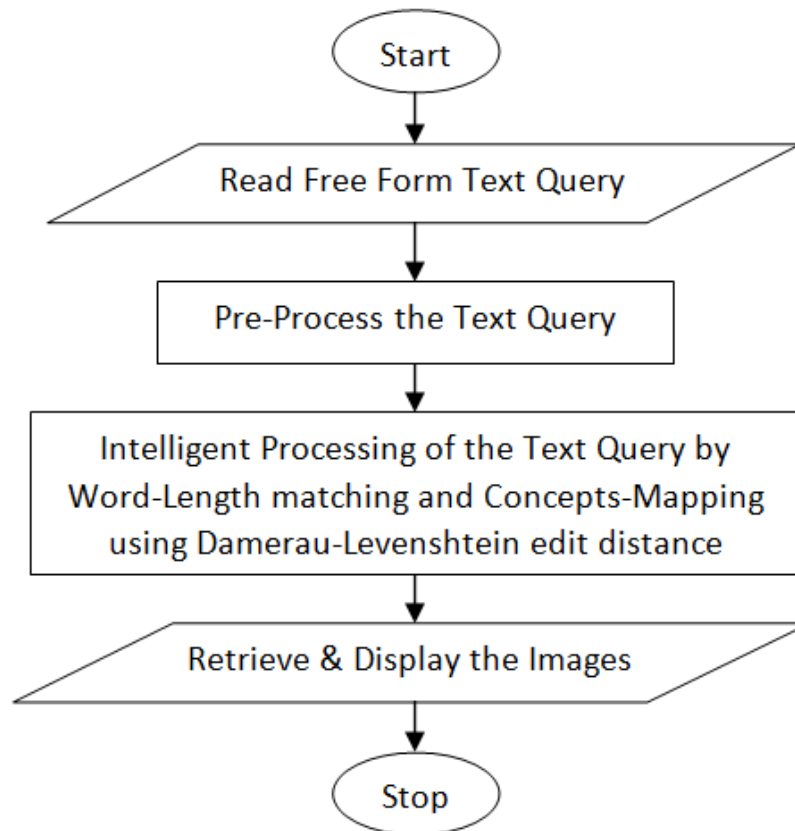 Start
Read Free Form Text Query
Pre-Process the Text Query
Intelligent Processing of the Text Query by
Word-Length matching and Concepts-Mapping
using Damerau-Levenshtein edit distance
Retrieve & Display the Images
Stop